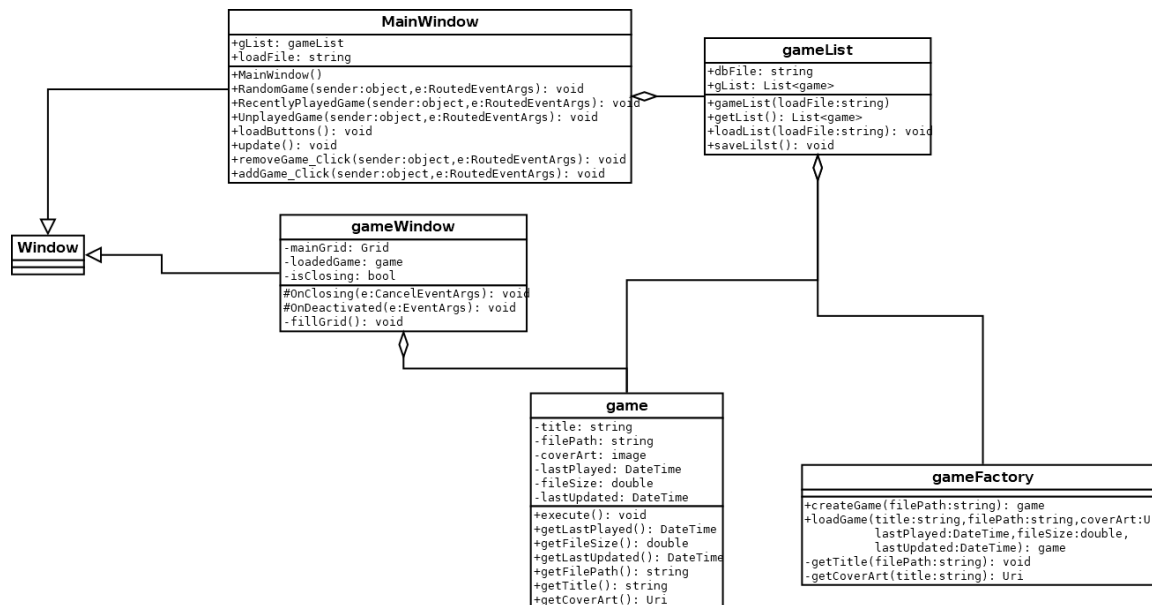 MainWindow
+gList: gameList
+loadFile: string
+MainWindow()
+RandomGame(sender:object,e:RoutedEventArgs): void
+RecentlyPlayedGame(sender:object,e:RoutedEventArgs): void
+UnplayedGame(sender:object,e:RoutedEventArgs): void
+loadButtons(): void
+update(): void
+removeGame_Click(sender:object,e:RoutedEventArgs): void
+addGame_Click(sender:object,e:RoutedEventArgs): void
gameList
+dbFile: string
+gList: List<game>
+gameList(loadFile:string)
+getList(): List<game>
+loadList(loadFile:string): void
+saveLilst(): void
Window
gameWindow
-mainGrid: Grid
-loadedGame: game
-isClosing: bool
#OnClosing(e:CancelEventArgs): void
#OnDeactivated(e:EventArgs): void
-fillGrid(): void
game
-title: string
-filePath: string
-coverArt: image
-lastPlayed: DateTime
-fileSize: double
-lastUpdated: DateTime
+execute(): void
+getLastPlayed(): DateTime
+getFileSize(): double
+getLastUpdated(): DateTime
+getFilePath(): string
+getTitle(): string
+getCoverArt(): Uri
gameFactory
+createGame(filePath:string): game
+loadGame(title:string,filePath:string,coverArt:U
lastPlayed:DateTime,fileSize:double,
lastUpdated:DateTime): game
-getTitle(filePath:string): void
-getCoverArt(title:string): Uri